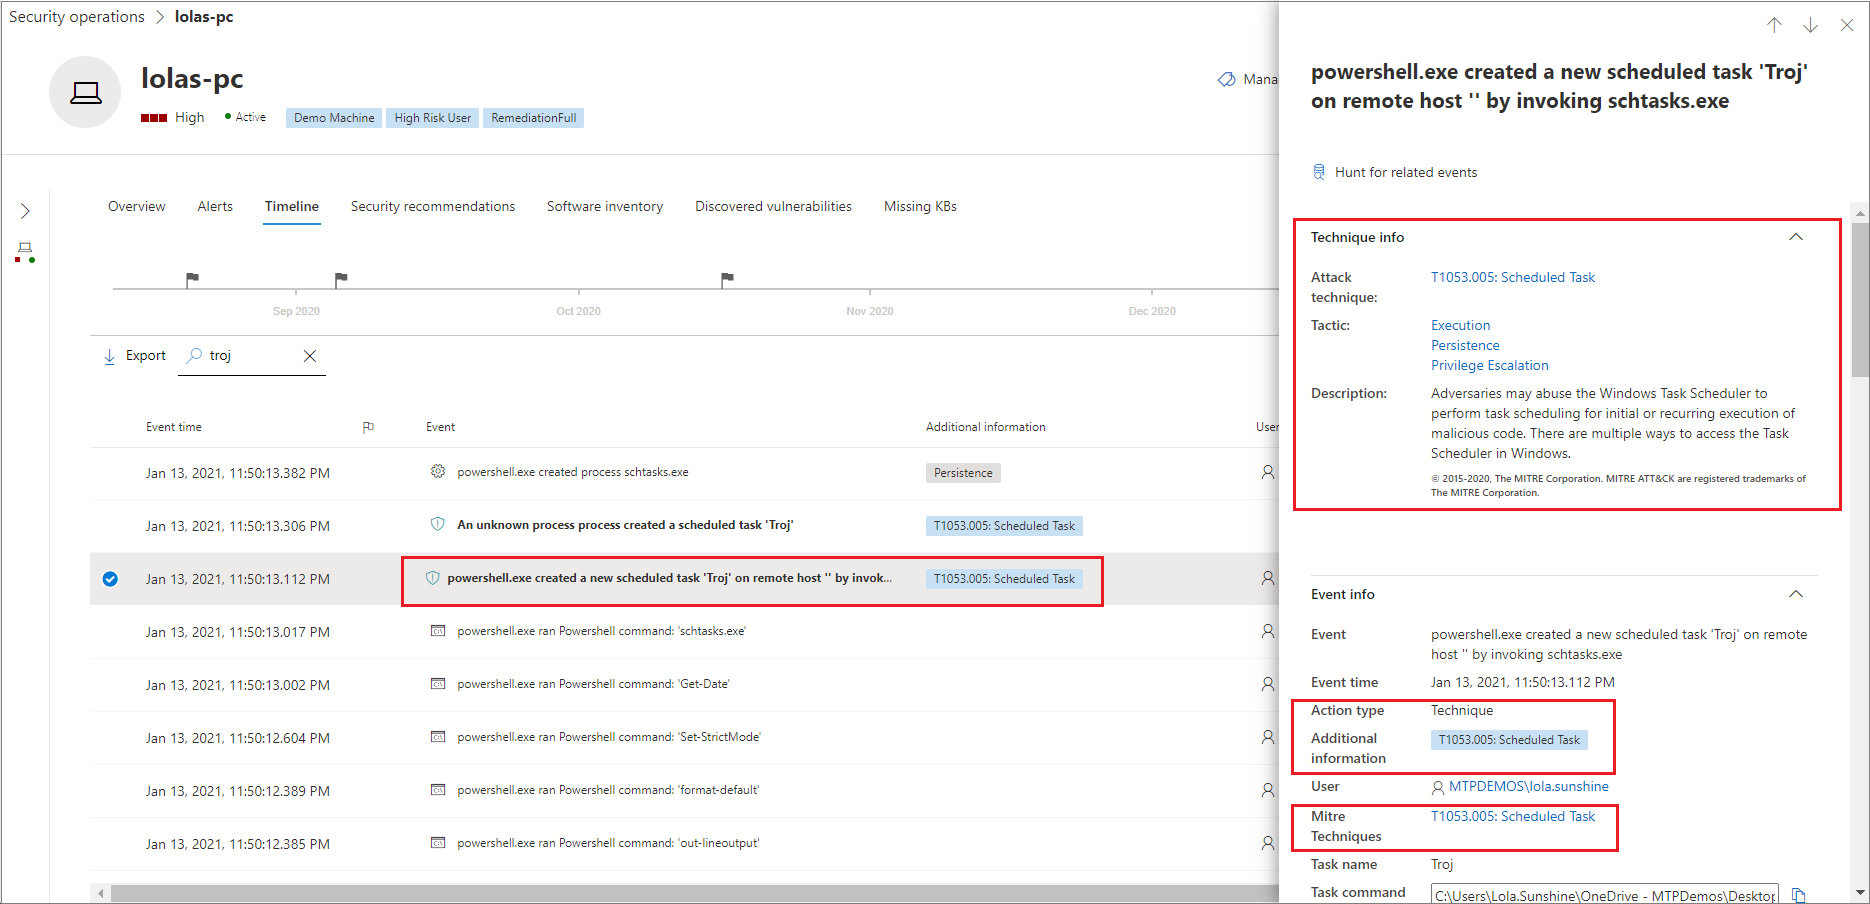 Security operations > lolas-pc
lolas-pc
High
Active
Demo Machine
High Risk User
RemediationFull
Mana
Overview
Alerts
Timeline
Security recommendations
Software inventory
Discovered vulnerabilities
Missing KBs
Sep 2020
Oct 2020
Nov 2020
Dec 2020
Export
troj
Event time
Event
Additional information
User
Jan 13, 2021, 11:50:13.382 PM
powershell.exe created process schtasks.exe
Persistence
Jan 13, 2021, 11:50:13.306 PM
An unknown process process created a scheduled task 'Troj'
T1053.005: Scheduled Task
Jan 13, 2021, 11:50:13.112 PM
powershell.exe created a new scheduled task 'Troj' on remote host '' by invok...
T1053.005: Scheduled Task
Jan 13, 2021, 11:50:13.017 PM
powershell.exe ran Powershell command: 'schtasks.exe'
Jan 13, 2021, 11:50:13.002 PM
powershell.exe ran Powershell command: 'Get-Date'
Jan 13, 2021, 11:50:12.604 PM
powershell.exe ran Powershell command: 'Set-StrictMode'
Jan 13, 2021, 11:50:12.389 PM
powershell.exe ran Powershell command: 'format-default'
Jan 13, 2021, 11:50:12.385 PM
powershell.exe ran Powershell command: 'out-lineoutput'
powershell.exe created a new scheduled task 'Troj'
on remote host '' by invoking schtasks.exe
Hunt for related events
Technique info
Attack
technique:
T1053.005: Scheduled Task
Tactic:
Execution
Persistence
Privilege Escalation
Description:
Adversaries may abuse the Windows Task Scheduler to
perform task scheduling for initial or recurring execution of
malicious code. There are multiple ways to access the Task
Scheduler in Windows.
© 2015-2020, The MITRE Corporation. MITRE ATT&CK are registered trademarks of
The MITRE Corporation.
Event info
Event
powershell.exe created a new scheduled task 'Troj' on remote
host '' by invoking schtasks.exe
Event time
Jan 13, 2021, 11:50:13.112 PM
Action type
Technique
Additional
information
T1053.005: Scheduled Task
User
MTPDEMOS\lola.sunshine
Mitre
Techniques
T1053.005: Scheduled Task
Task name
Troj
Task command
C:\Users\Lola.Sunshine\OneDrive - MTPDemos\Desktop